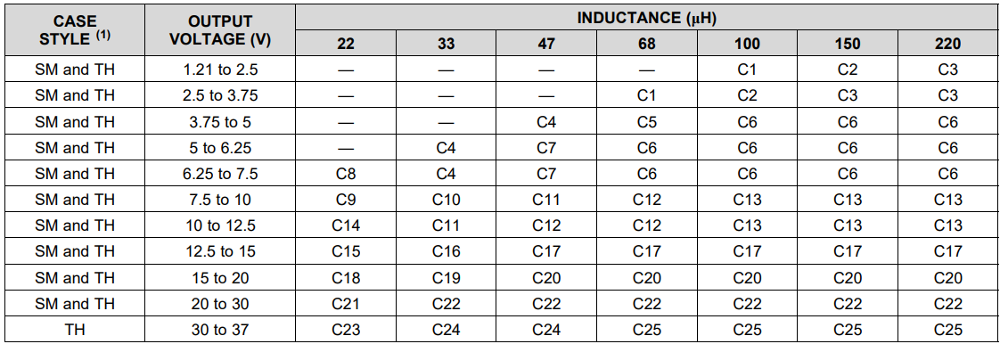 CASE STYLE (1) OUTPUT VOLTAGE (V) INDUCTANCE (μH)
22 33 47 68 100 150 220
SM and TH 1.21 to 2.5 — — — — C1 C2 C3
SM and TH 2.5 to 3.75 — — — C1 C2 C3 C3
SM and TH 3.75 to 5 — — C4 C5 C6 C6 C6
SM and TH 5 to 6.25 — C4 C7 C6 C6 C6 C6
SM and TH 6.25 to 7.5 C8 C4 C7 C6 C6 C6 C6
SM and TH 7.5 to 10 C9 C10 C11 C12 C13 C13 C13
SM and TH 10 to 12.5 C14 C11 C12 C12 C13 C13 C13
SM and TH 12.5 to 15 C15 C16 C17 C17 C17 C17 C17
SM and TH 15 to 20 C18 C19 C20 C20 C20 C20 C20
SM and TH 20 to 30 C21 C22 C22 C22 C22 C22 C22
TH 30 to 37 C23 C24 C24 C25 C25 C25 C25